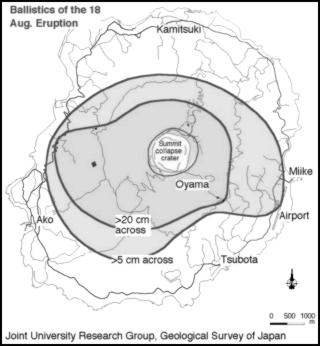 Ballistics of the 18
Aug. Eruption
Kamitsuki
Summit
collapse
crater
Oyama
Miike
Airport
Ako
>20 cm
across
>5 cm across
Tsubota
0 500 1000
m
Joint University Research Group, Geological Survey of Japan